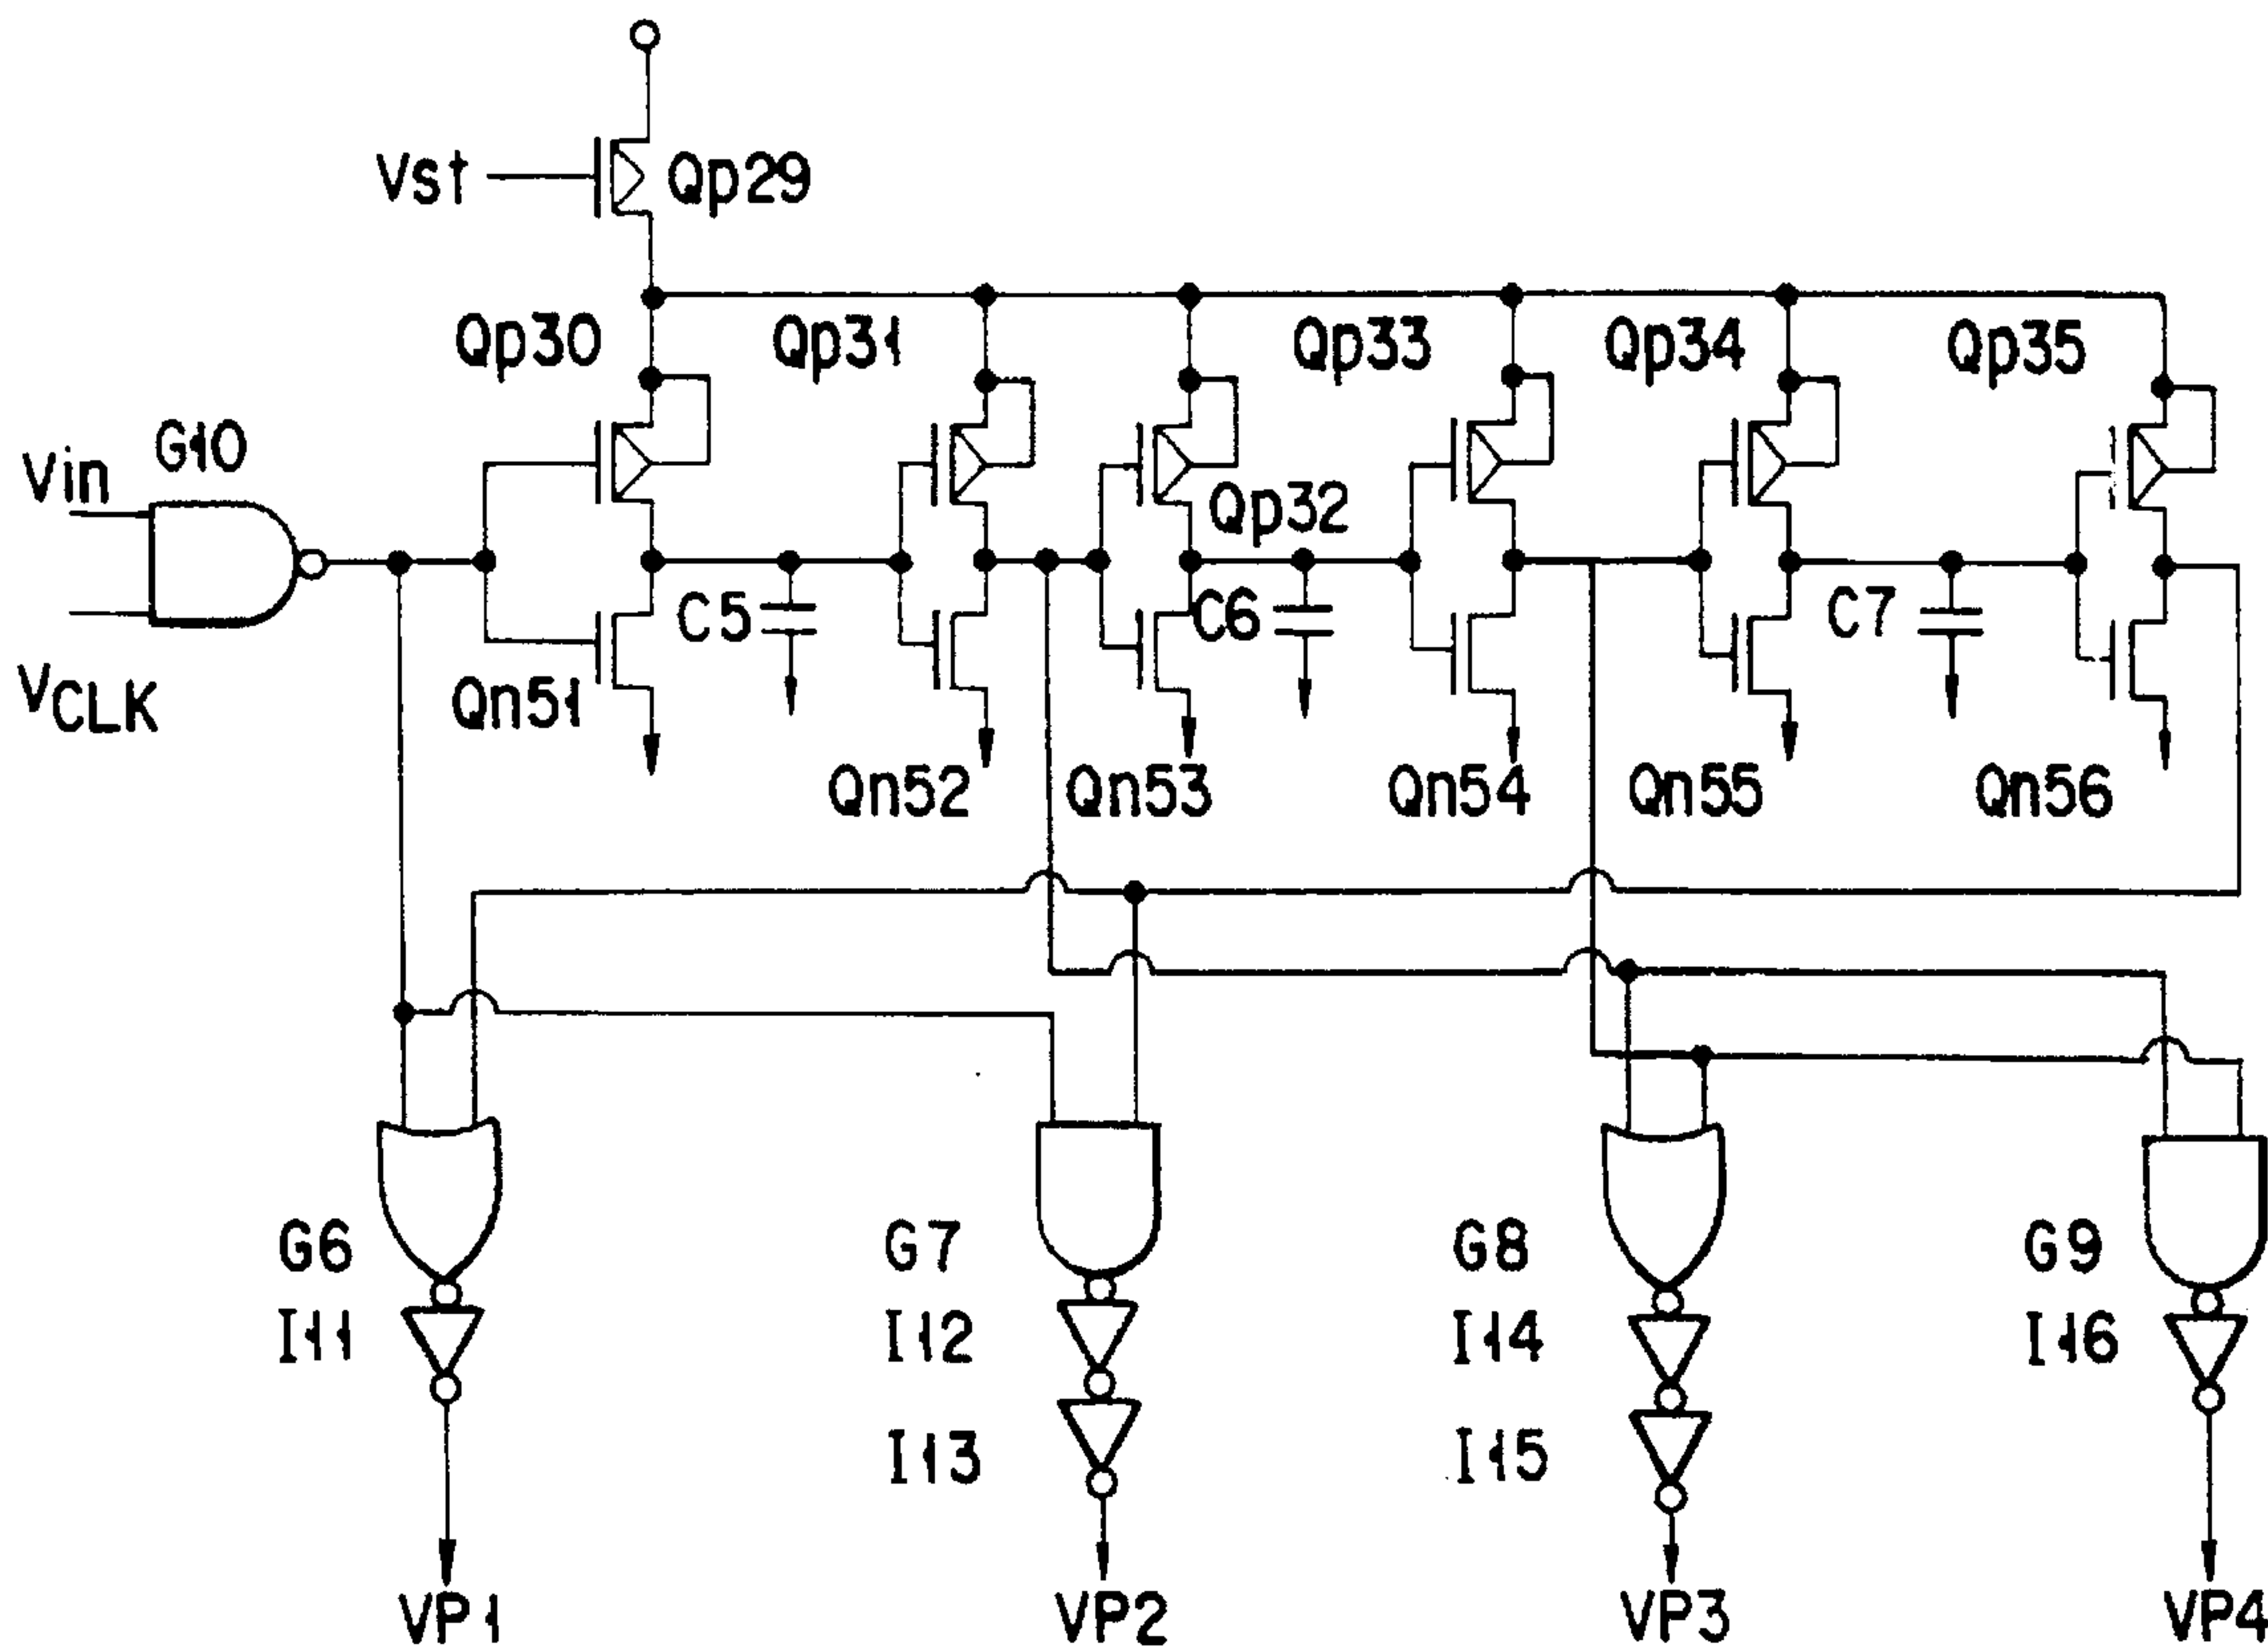 Vst Qp29
Qp30 Qp31 Qp33 Qp34 Qp35
Vin G10
Qp32
C5 C6 C7
VCLK
Qn51
Qn52 Qn53 Qn54 Qn55 Qn56
G6 G7 G8 G9
I11 I12 I14 I16
I13 I15
VP1 VP2 VP3 VP4